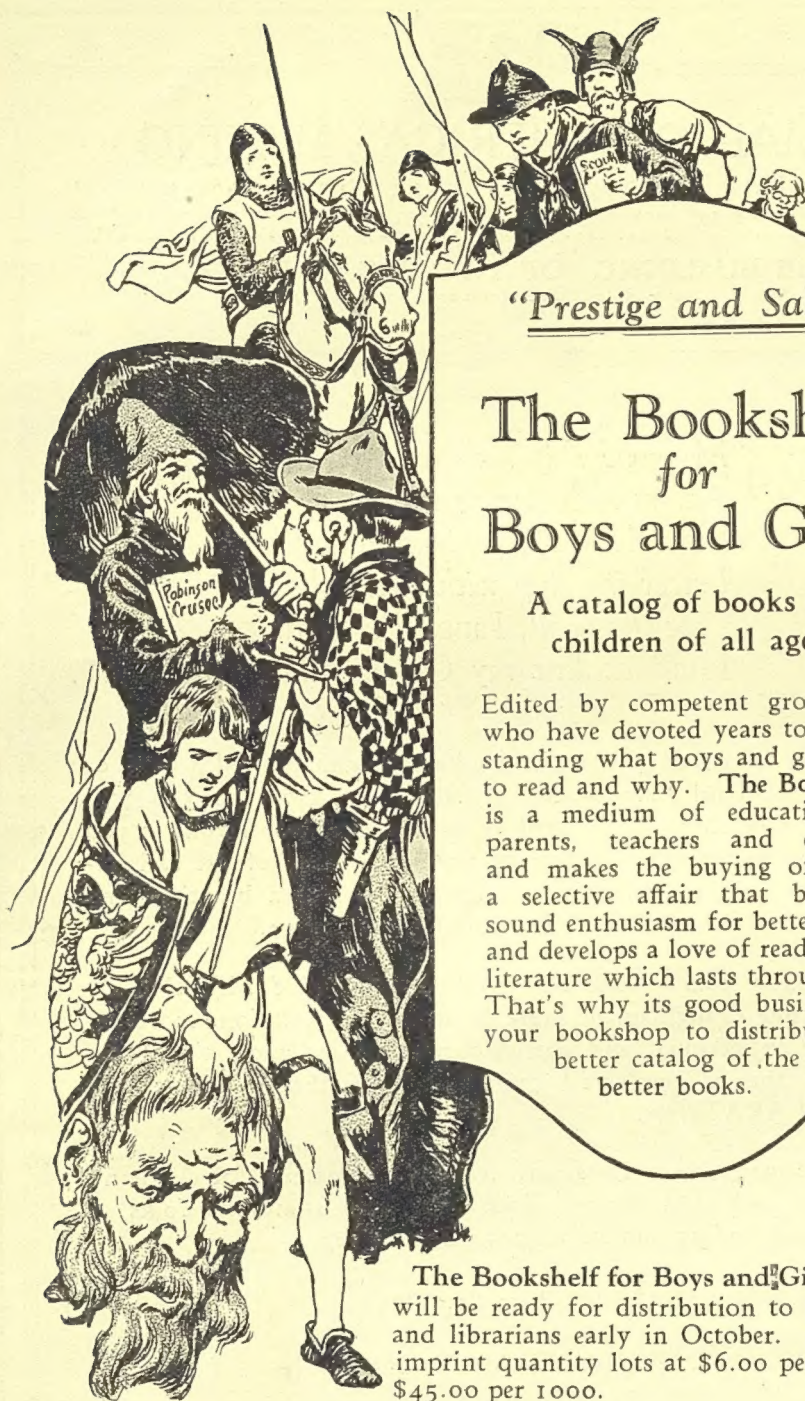 Scout
"Prestige and Sa
The Booksh
for
Boys and G
Robinson
Crusoe
A catalog of books
children of all age
Edited by competent gro
who have devoted years to
standing what boys and g
to read and why. The Bo
is a medium of educati
parents, teachers and
and makes the buying o
a selective affair that b
sound enthusiasm for bette
and develops a love of read
literature which lasts throu
That's why its good busi
your bookshop to distrib
better catalog of the
better books.
The Bookshelf for Boys and Gi
will be ready for distribution to
and librarians early in October.
imprint quantity lots at $6.00 pe
$45.00 per 1000.